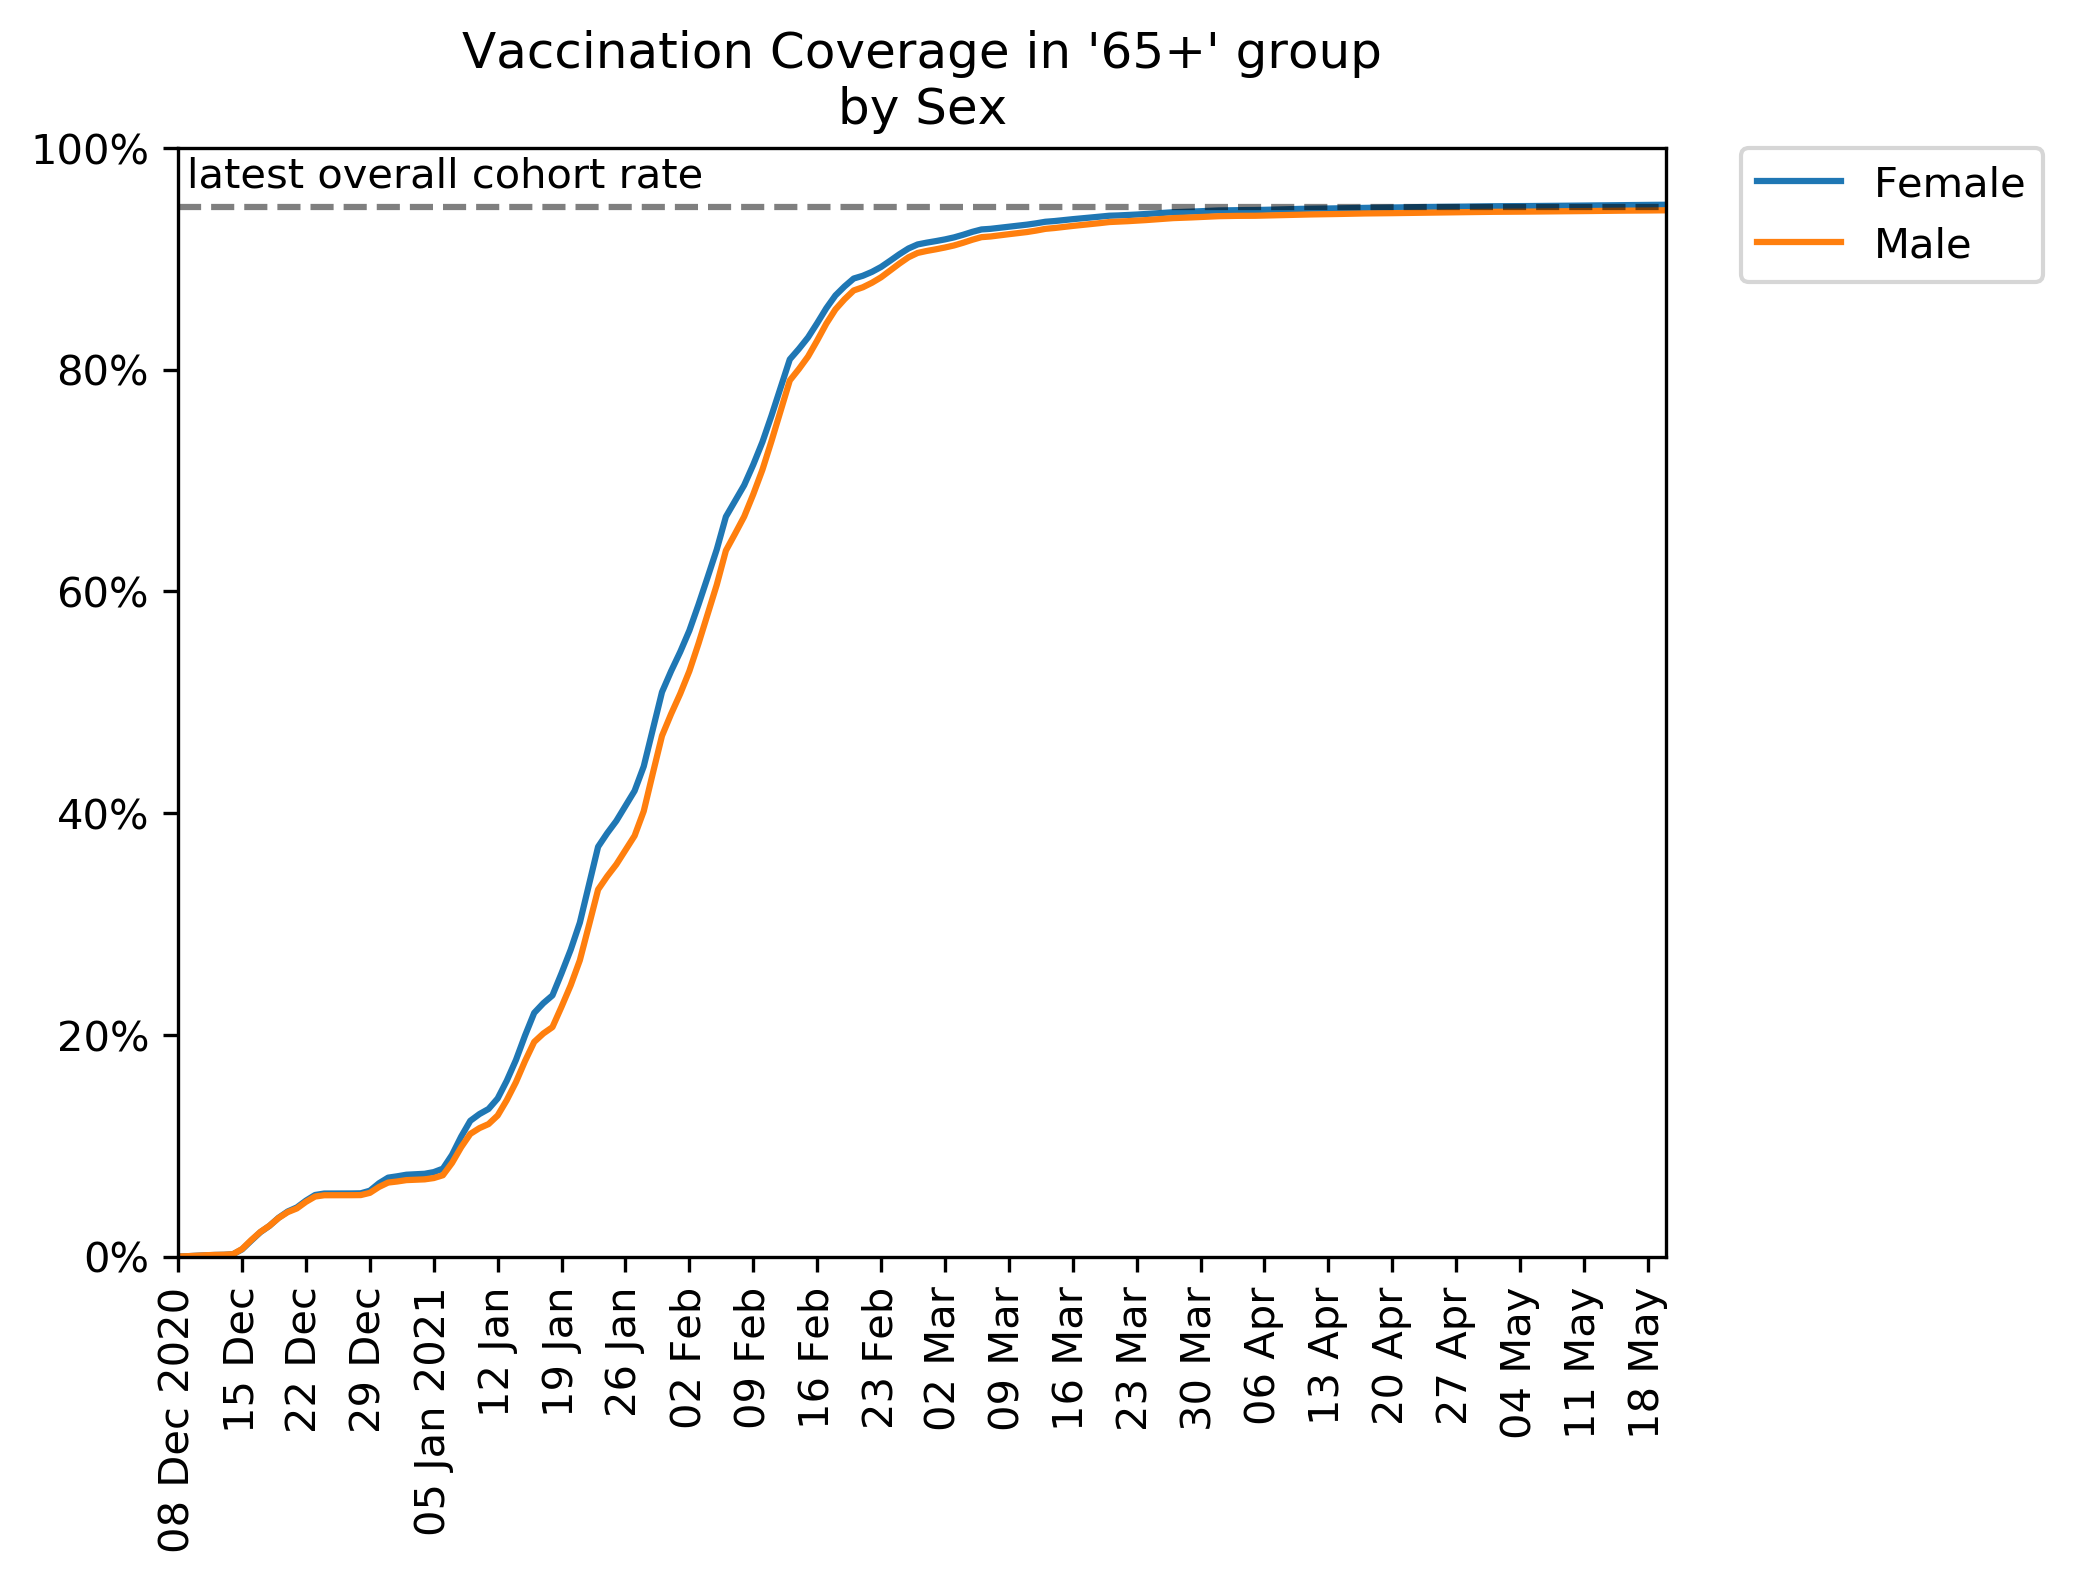 Vaccination Coverage in '65+' group
by Sex
100%
80%
60%
40%
20%
0%
latest overall cohort rate
Female
Male
08 Dec 2020
15 Dec
22 Dec
29 Dec
05 Jan 2021
12 Jan
19 Jan
26 Jan
02 Feb
09 Feb
16 Feb
23 Feb
02 Mar
09 Mar
16 Mar
23 Mar
30 Mar
06 Apr
13 Apr
20 Apr
27 Apr
04 May
11 May
18 May